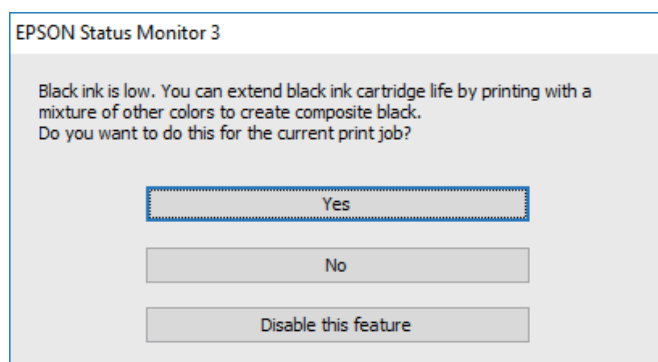 EPSON Status Monitor 3
Black ink is low. You can extend black ink cartridge life by printing with a
mixture of other colors to create composite black.
Do you want to do this for the current print job?
Yes
No
Disable this feature